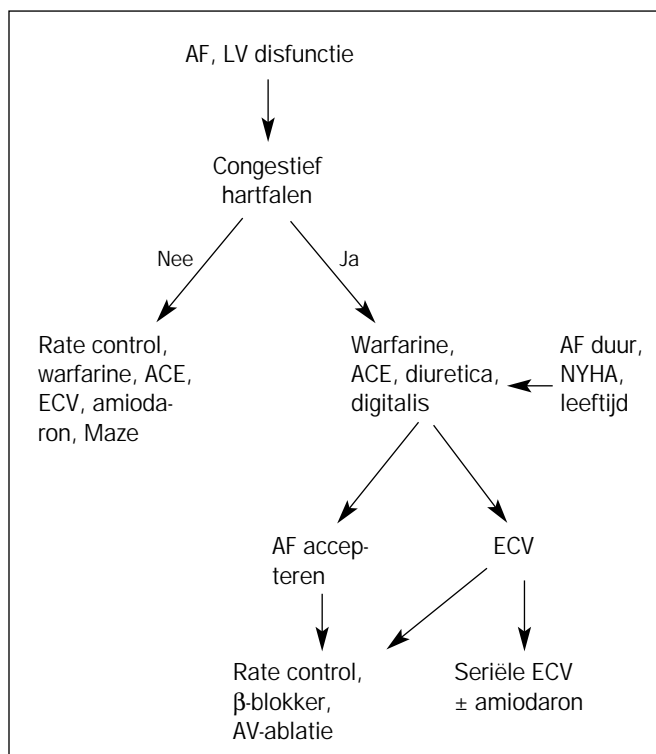 AF, LV disfunctie
Congestief
hartfalen
Nee
Ja
Rate control,
warfarine, ACE,
ECV, amioda-
ron, Maze
Warfarine,
ACE, diuretica,
digitalis
AF duur,
NYHA,
leeftijd
AF accep-
teren
ECV
Rate control,
β-blokker,
AV-ablatie
Seriële ECV
± amiodaron